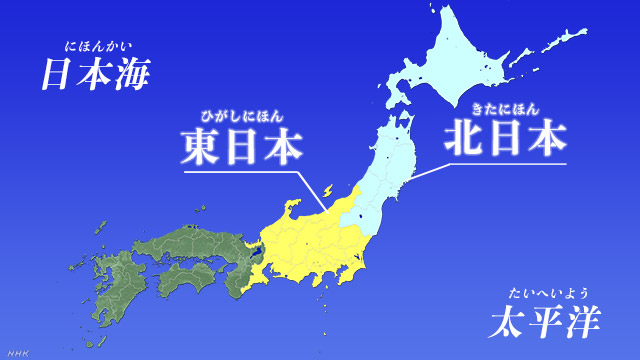 にほんかい
日本海
ひがしにほん
東日本
きたにほん
北日本
たいへいよう
太平洋
NHK